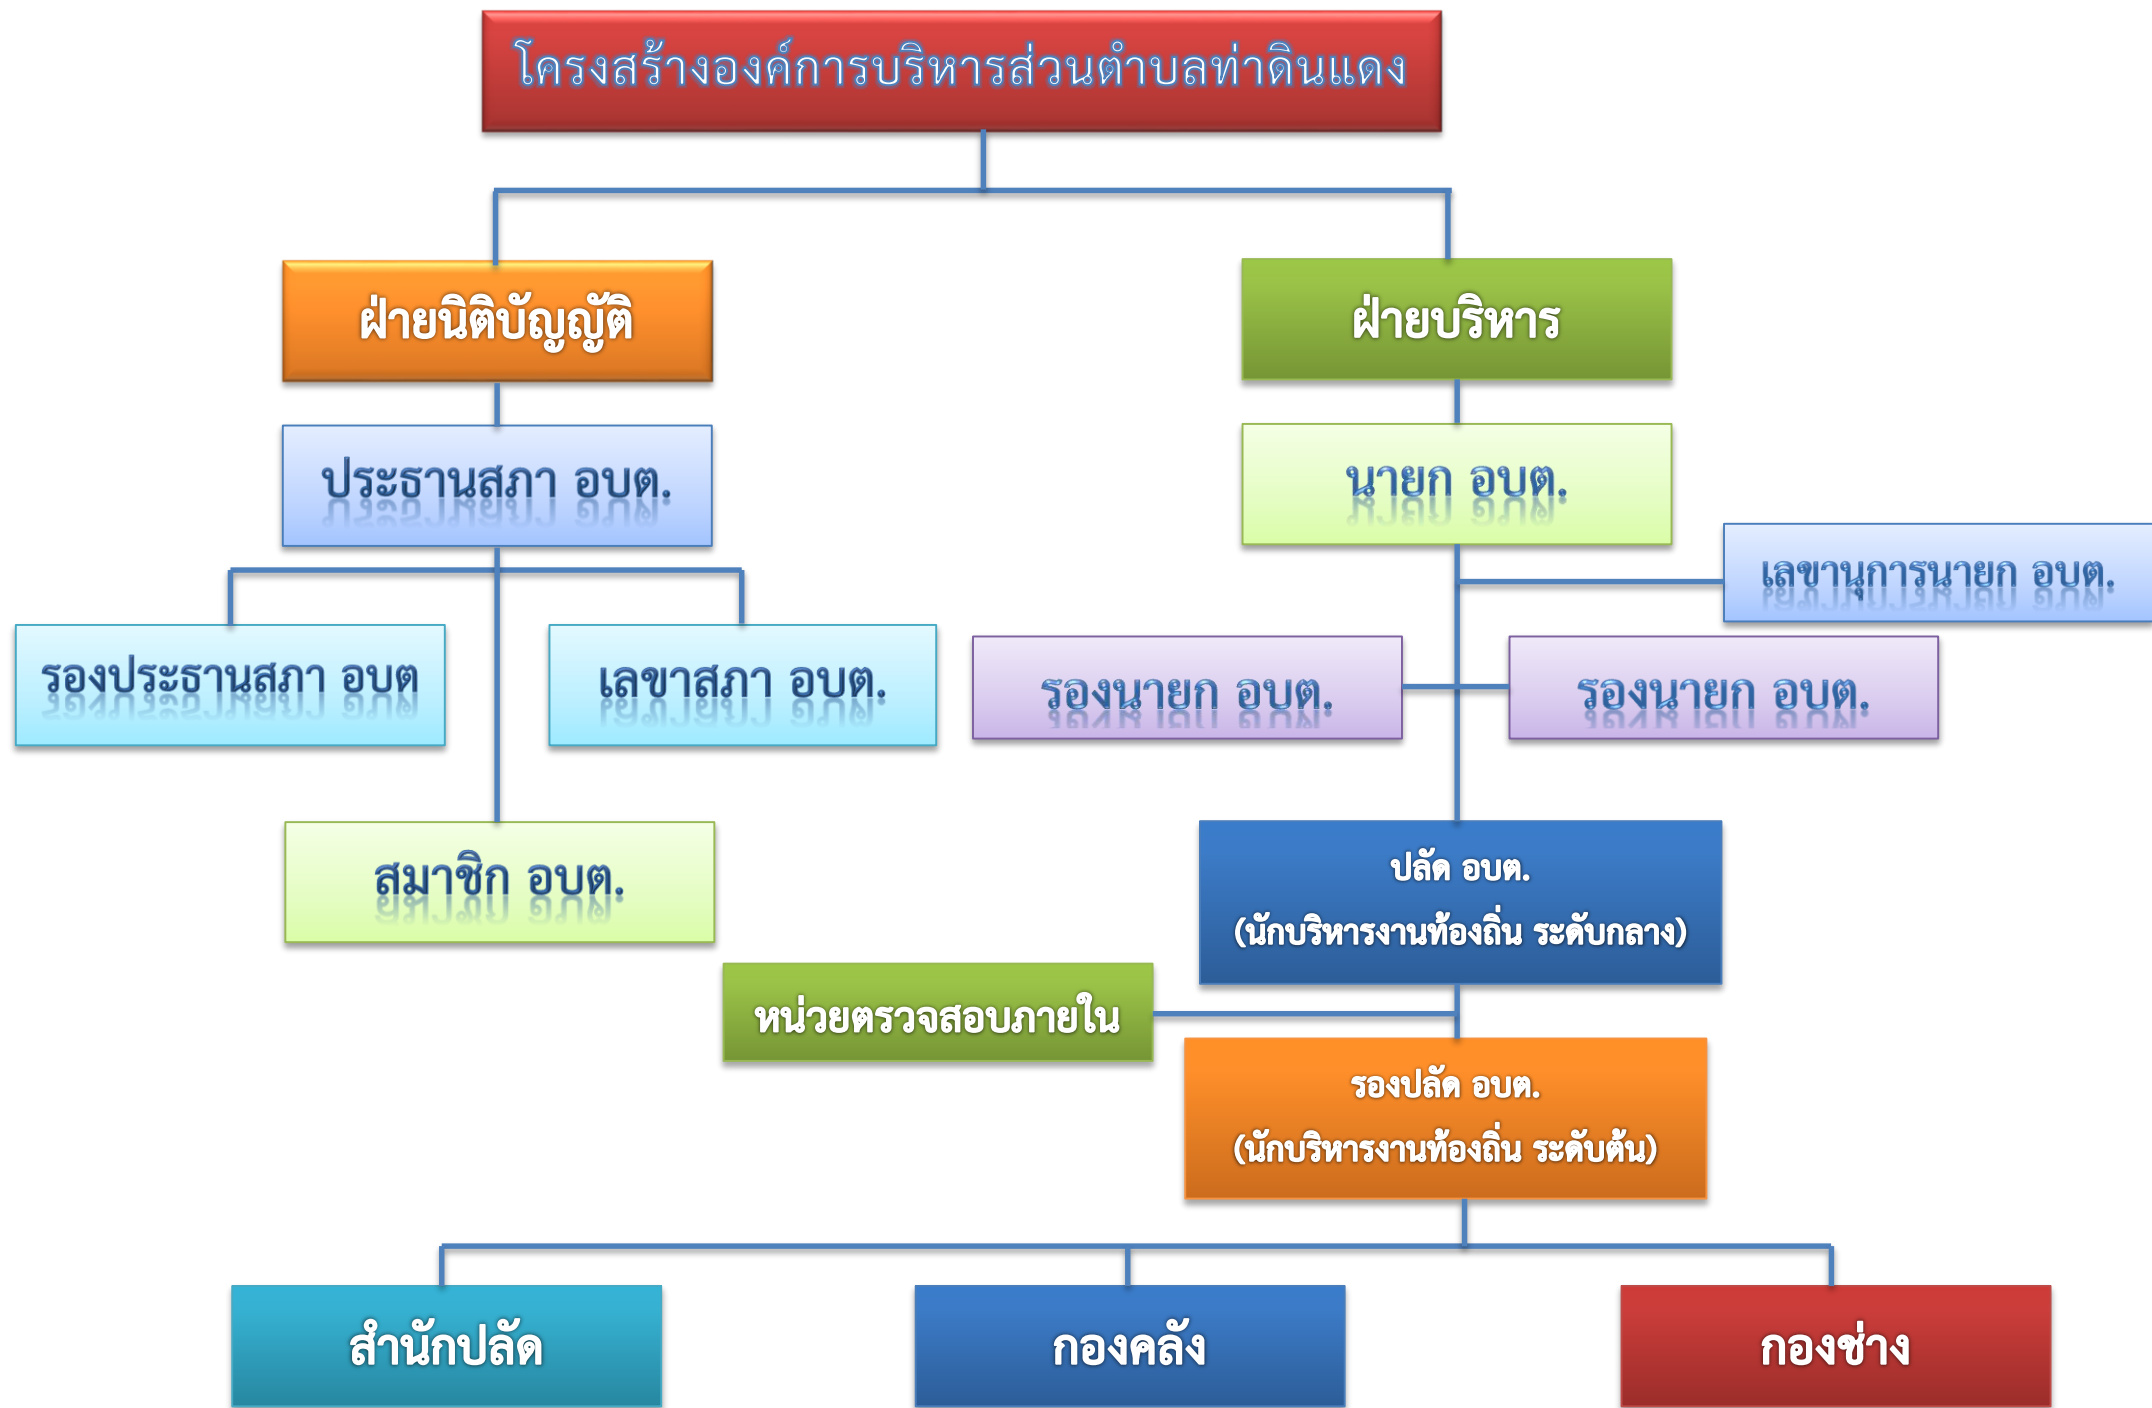 โครงสร้างองค์การบริหารส่วนตำบลท่าดินแดง
ฝ่ายนิติบัญญัติ
ฝ่ายบริหาร
ประธานสภา อบต.
นายก อบต.
เลขานุการนายก อบต.
รองประธานสภา อบต
เลขาสภา อบต.
รองนายก อบต.
รองนายก อบต.
สมาชิก อบต.
ปลัด อบต.
(นักบริหารงานท้องถิ่น ระดับกลาง)
หน่วยตรวจสอบภายใน
รองปลัด อบต.
(นักบริหารงานท้องถิ่น ระดับต้น)
สำนักปลัด
กองคลัง
กองช่าง